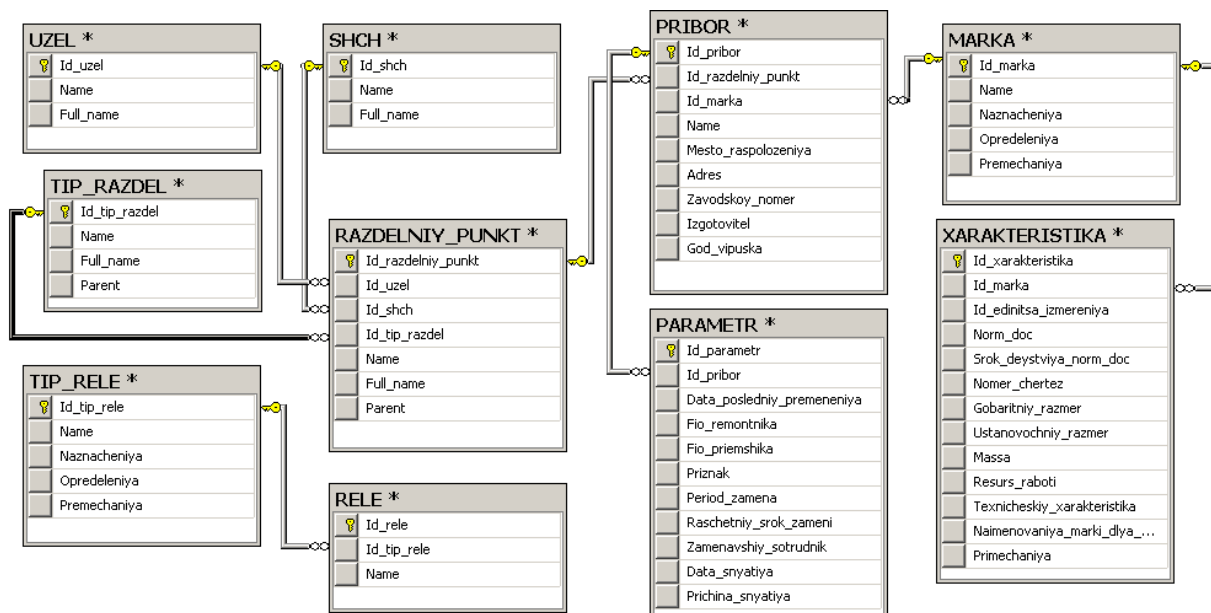 UZEL *
Id_uzel
Name
Full_name
SHCH *
Id_shch
Name
Full_name
TIP_RAZDEL *
Id_tip_razdel
Name
Full_name
Parent
RAZDELNIY_PUNKT *
Id_razdelniy_punkt
Id_uzel
Id_shch
Id_tip_razdel
Name
Full_name
Parent
TIP_RELE *
Id_tip_rele
Name
Naznacheniya
Opredeleniya
Premechaniya
RELE *
Id_rele
Id_tip_rele
Name
PRIBOR *
Id_pribor
Id_razdelniy_punkt
Id_marka
Name
Mesto_raspolozeniya
Adres
Zavodskoy_nomer
Izgotovitel
God_vipuska
PARAMETR *
Id_parametr
Id_pribor
Data_posledniy_premeneniya
Fio_remontnika
Fio_priemshika
Priznak
Period_zamena
Raschetniy_srok_zameni
Zamenavshiy_sotrudnik
Data_snyatiya
Prichina_snyatiya
MARKA *
Id_marka
Name
Naznacheniya
Opredeleniya
Premechaniya
XARAKTERISTIKA *
Id_xarakteristika
Id_marka
Id_edinitsa_izmereniya
Norm_doc
Srok_deystviya_norm_doc
Nomer_chertez
Gobaritniy_razmer
Ustanovochniy_razmer
Massa
Resurs_raboti
Texnicheskiy_xarakteristika
Naimenovaniya_marki_dlya_...
Primechaniya